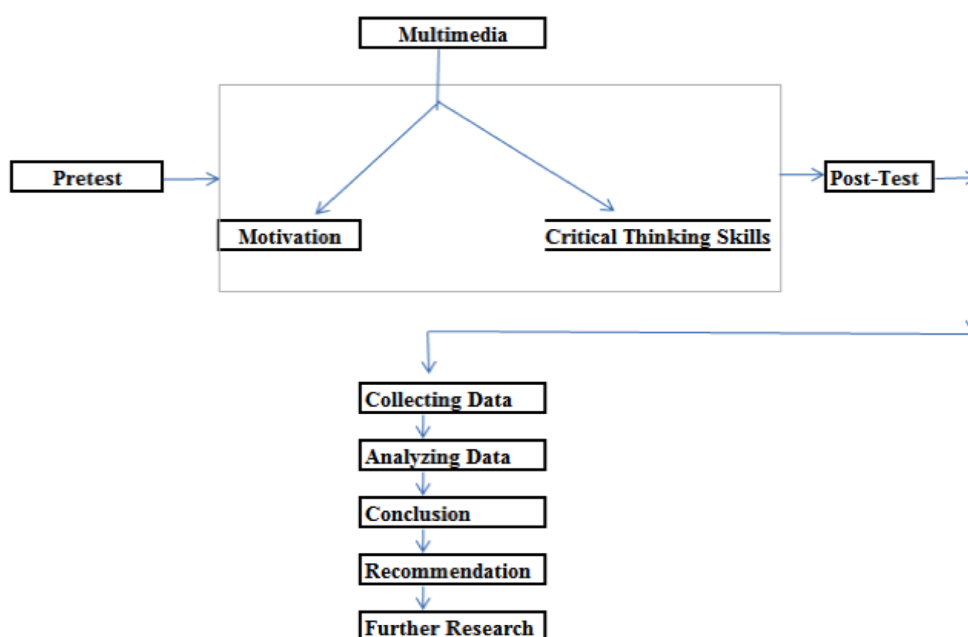 Multimedia
Pretest
Post-Test
Motivation
Critical Thinking Skills
Collecting Data
Analyzing Data
Conclusion
Recommendation
Further Research